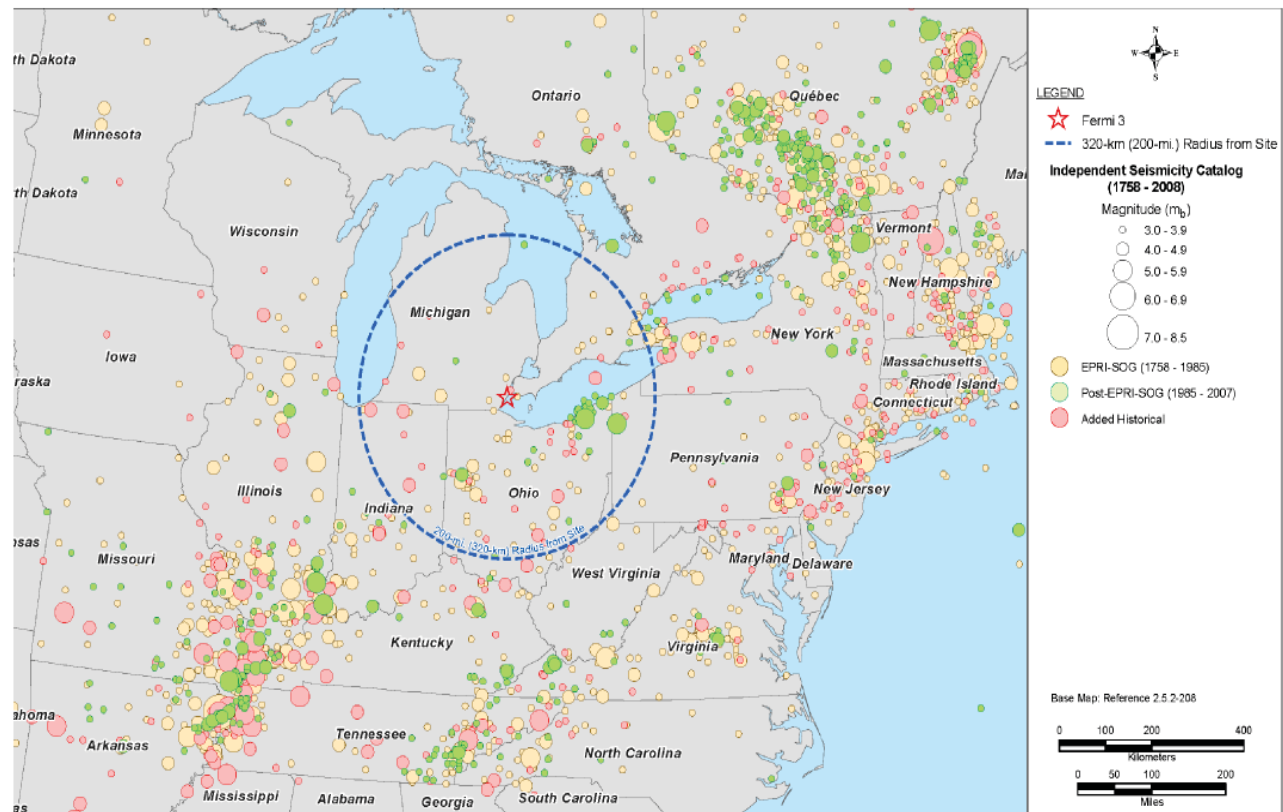 th Dakota
Minnesota
rth Dakota
Wisconsin
Ontario
Québec
Mai
Vermont
New Hampshire
Michigan
New York
Iowa
Massachusetts
Rhode Island
Connecticut
raska
Pennsylvania
New Jersey
Illinois
Indiana
Ohio
200-mi. (320-km) Radius from Site
Maryland
Delaware
West Virginia
nsas
Missouri
Kentucky
Virginia
ahoma
Arkansas
Tennessee
North Carolina
Mississippi
Alabama
Georgia
South Carolina
N
W E
S
LEGEND
Fermi 3
320-km (200-mi.) Radius from Site
Independent Seismicity Catalog
(1758 - 2008)
Magnitude (mb)
3.0 - 3.9
4.0 - 4.9
5.0 - 5.9
6.0 - 6.9
7.0 - 8.5
EPRI-SOG (1758 - 1985)
Post-EPRI-SOG (1985 - 2007)
Added Historical
Base Map: Reference 2.5.2-208
0 100 200 400
Kilometers
0 50 100 200
Miles